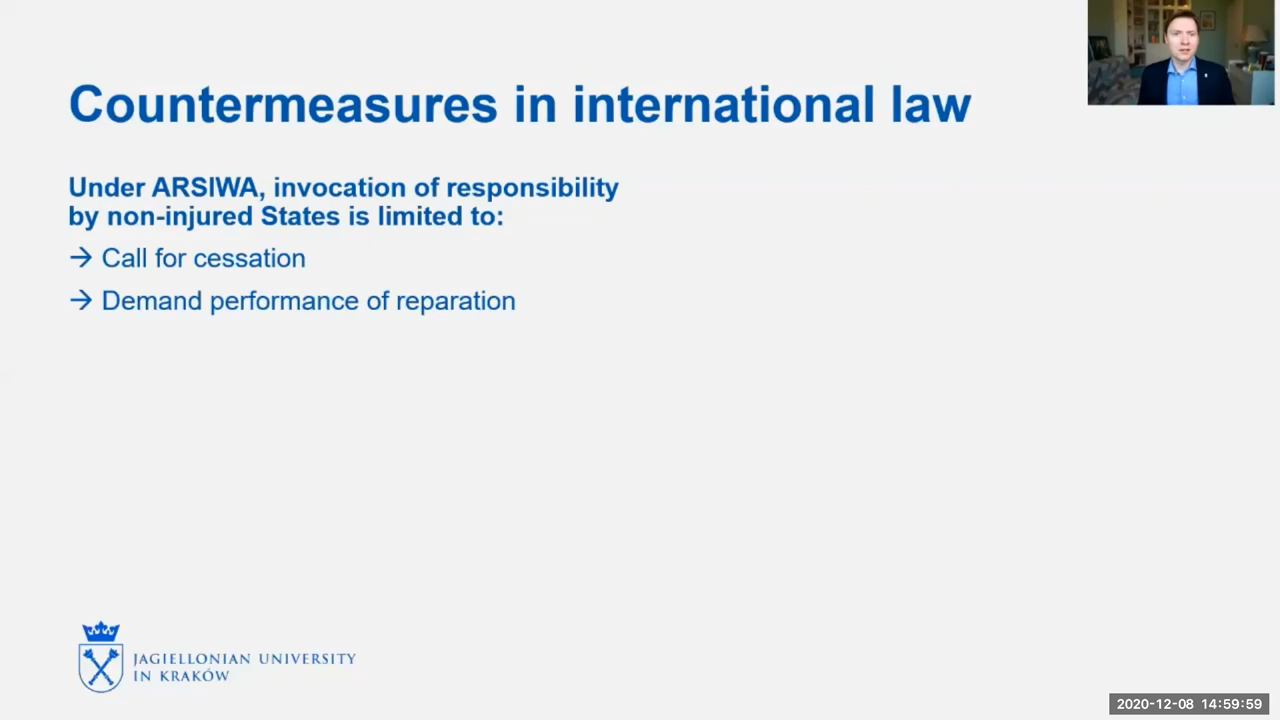 Countermeasures in international law
Under ARSIWA, invocation of responsibility
by non-injured States is limited to:
→ Call for cessation
→ Demand performance of reparation
JAGIELLONIAN UNIVERSITY
IN KRAKÓW
2020-12-08 14:59:59